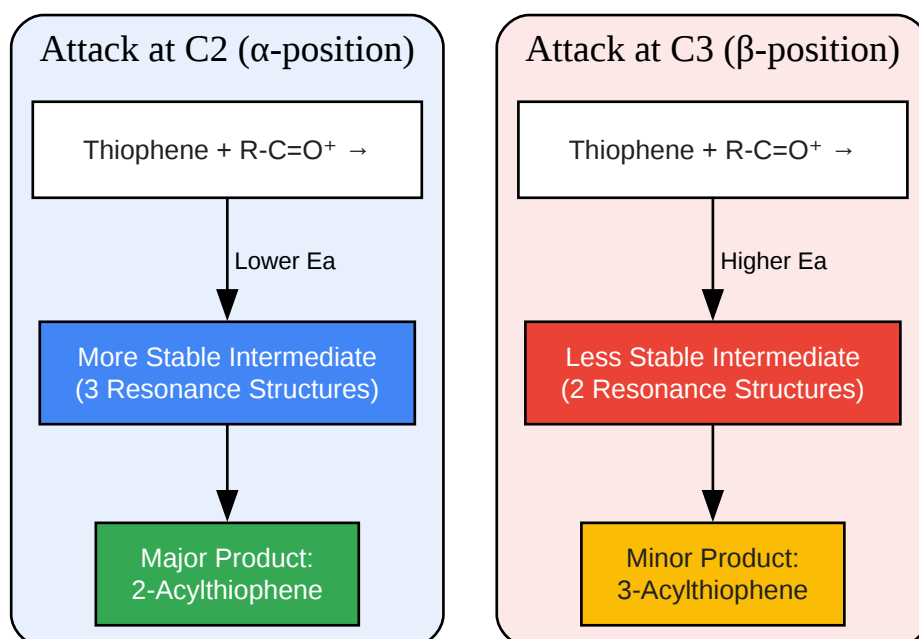 Attack at C2 (α-position)
Thiophene + R-C=O⁺ →
Lower Ea
More Stable Intermediate
(3 Resonance Structures)
Major Product:
2-Acylthiophene
Attack at C3 (β-position)
Thiophene + R-C=O⁺ →
Higher Ea
Less Stable Intermediate
(2 Resonance Structures)
Minor Product:
3-Acylthiophene